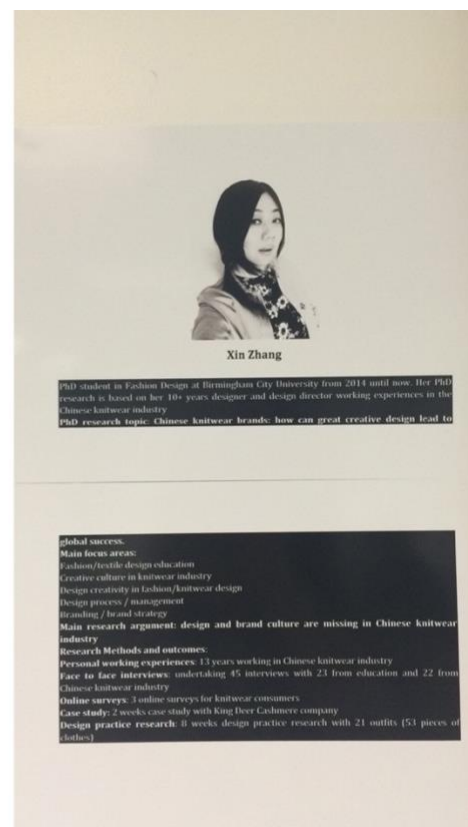 Xin Zhang
PhD student in Fashion Design at Birmingham City University from 2014 until now. Her PhD
research is based on her 10+ years designer and design director working experiences in the
Chinese knitwear industry
PhD research topic: Chinese knitwear brands: how can great creative design lead to
global success.
Main focus areas:
Fashion/textile design education
Creative culture in knitwear industry
Design creativity in fashion/knitwear design
Design process / management
Branding / brand strategy
Main research argument: design and brand culture are missing in Chinese knitwear
industry
Research Methods and outcomes:
Personal working experiences: 13 years working in Chinese knitwear industry
Face to face interviews: undertaking 45 interviews with 23 from education and 22 from
Chinese knitwear industry
Online surveys: 3 online surveys for knitwear consumers
Case study: 2 weeks case study with King Deer Cashmere company
Design practice research: 8 weeks design practice research with 21 outfits (53 pieces of
clothes)